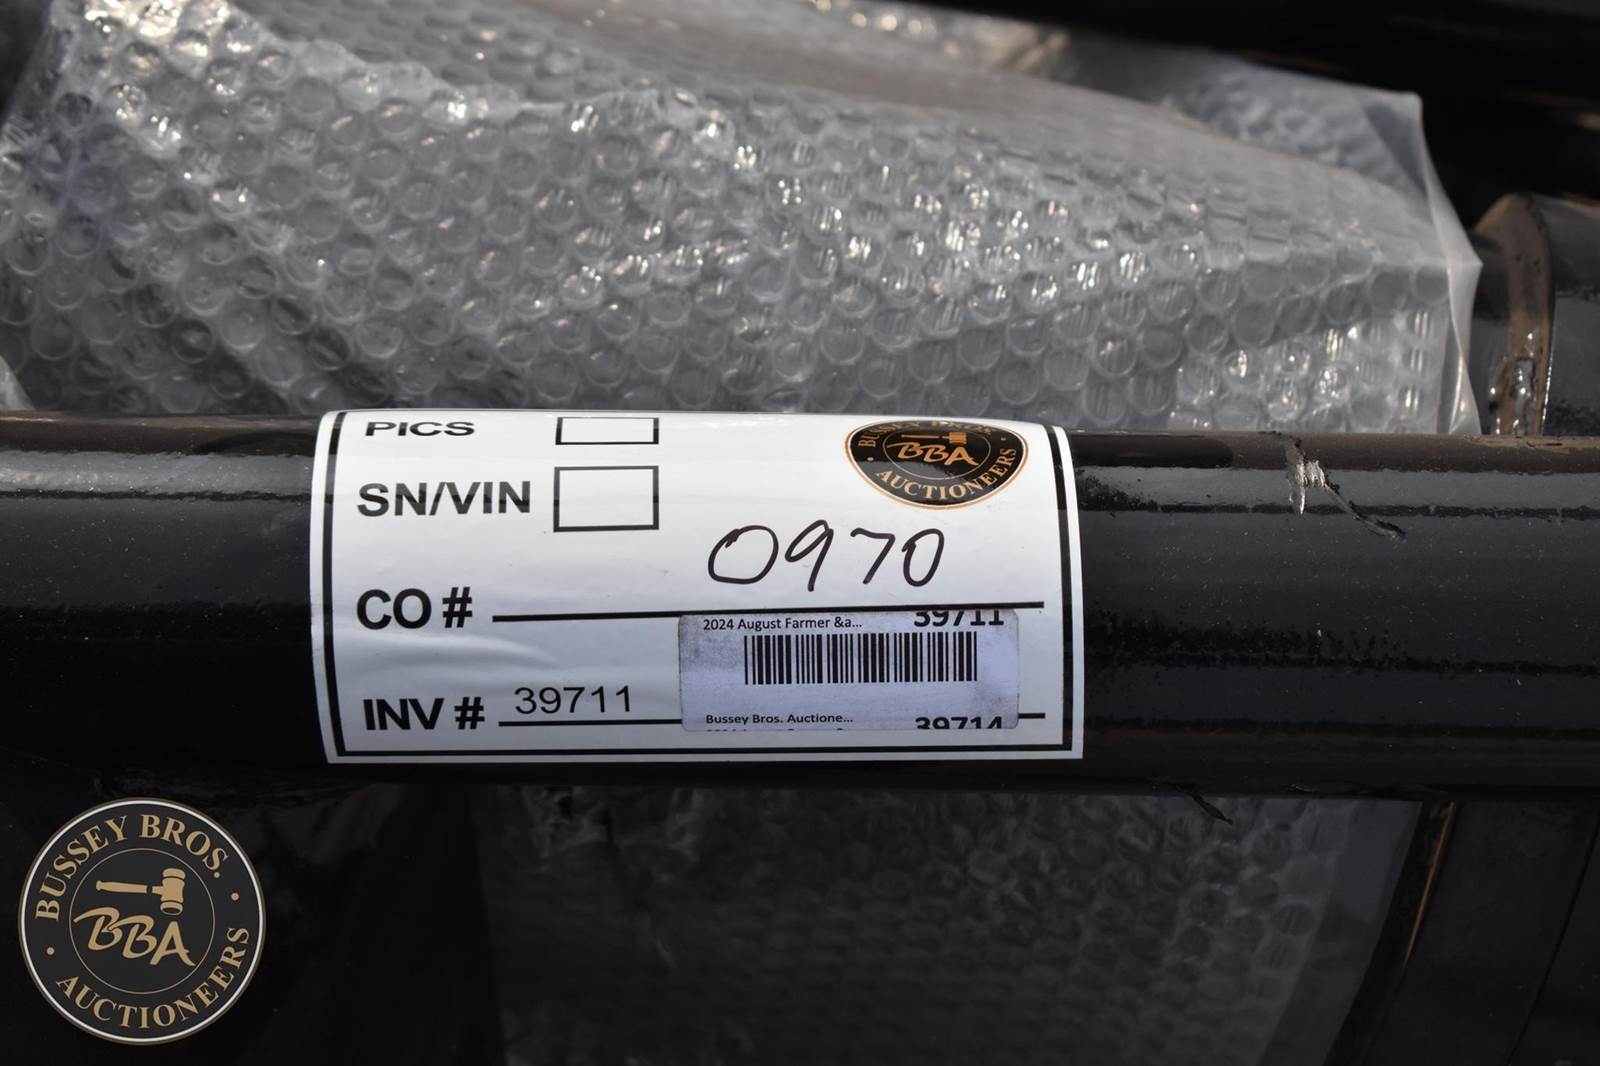 PICS
BUSSEY BROS.
BBA
AUCTIONEERS
SN/VIN
0970
CO #
2024 August Farmer &a... 39711
INV # 39711
Bussey Bros. Auctione... 39714
BUSSEY BROS.
BBA
AUCTIONEERS